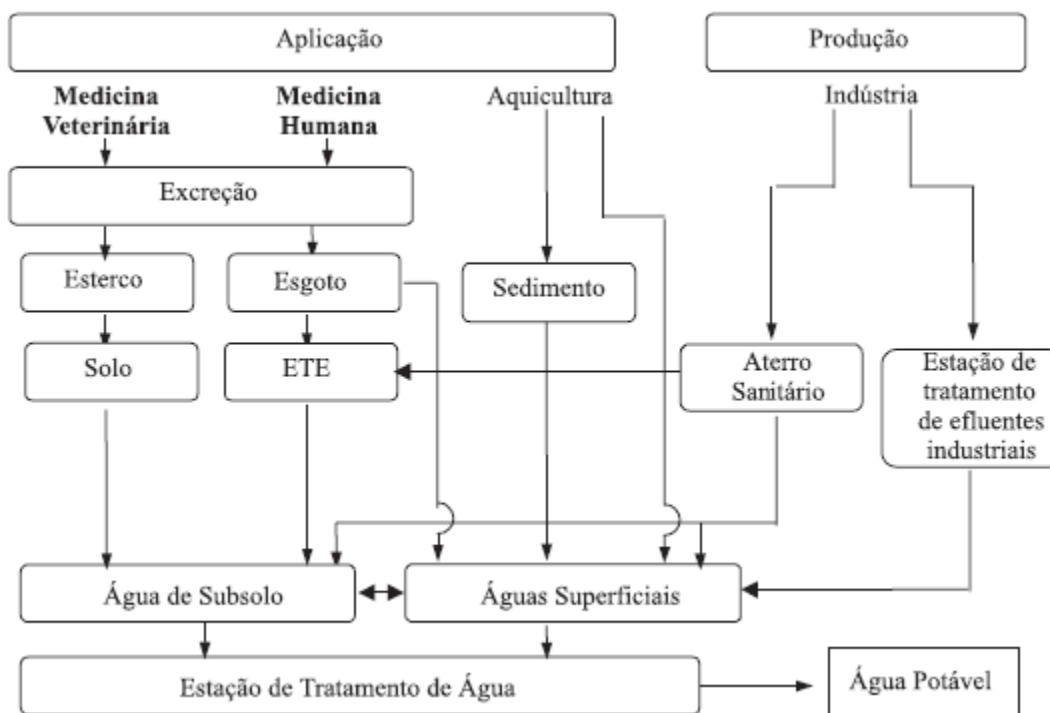 Aplicação
Produção
Medicina
Veterinária
Medicina
Humana
Aquicultura
Indústria
Excreção
Esterco
Esgoto
Sedimento
Solo
ETE
Aterro
Sanitário
Estação de
tratamento
de efluentes
industriais
Água de Subsolo
Águas Superficiais
Estação de Tratamento de Água
Água Potável